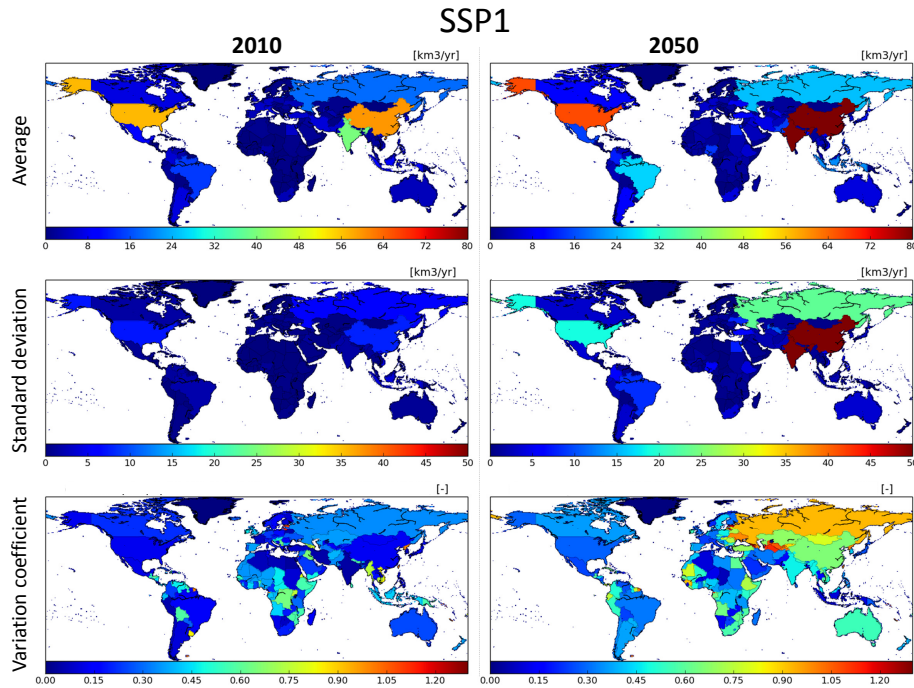 SSP1
2010
2050
Average
[km3/yr]
[km3/yr]
0 8 16 24 32 40 48 56 64 72 80
0 8 16 24 32 40 48 56 64 72 80
Standard deviation
[km3/yr]
[km3/yr]
0 5 10 15 20 25 30 35 40 45 50
0 5 10 15 20 25 30 35 40 45 50
Variation coefficient
[-]
[-]
0.00 0.15 0.30 0.45 0.60 0.75 0.90 1.05 1.20
0.00 0.15 0.30 0.45 0.60 0.75 0.90 1.05 1.20